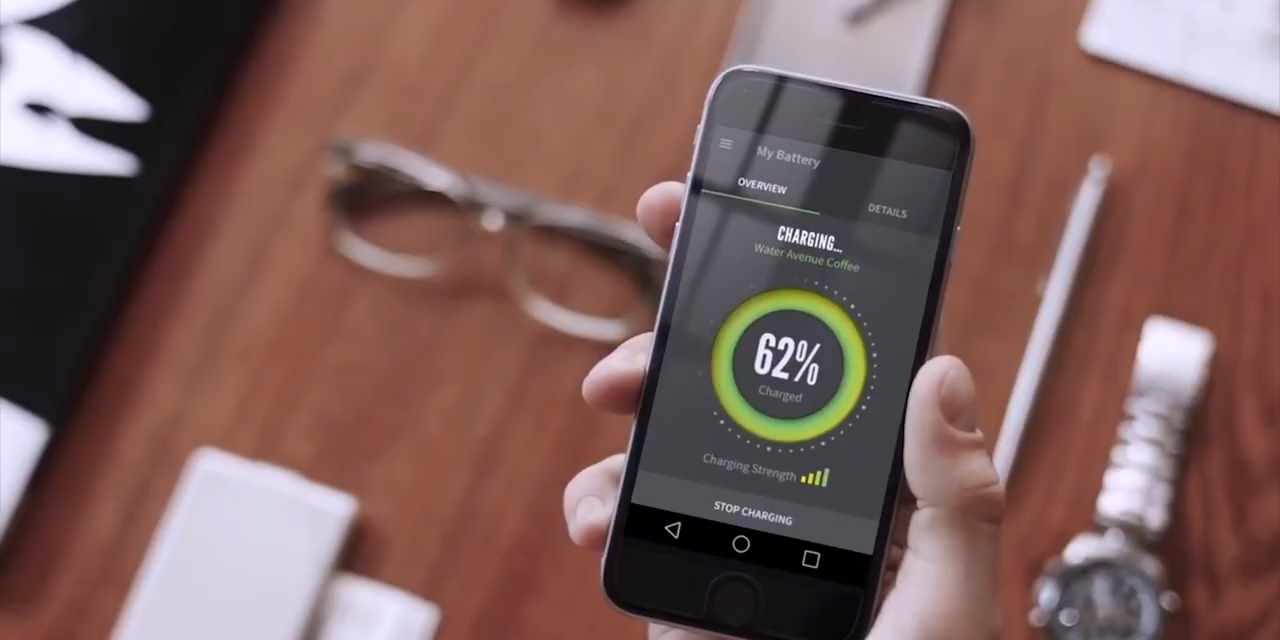 My Battery
OVERVIEW
DETAILS
CHARGING...
Water Avenue Coffee
62%
Charged
Charging Strength
STOP CHARGING